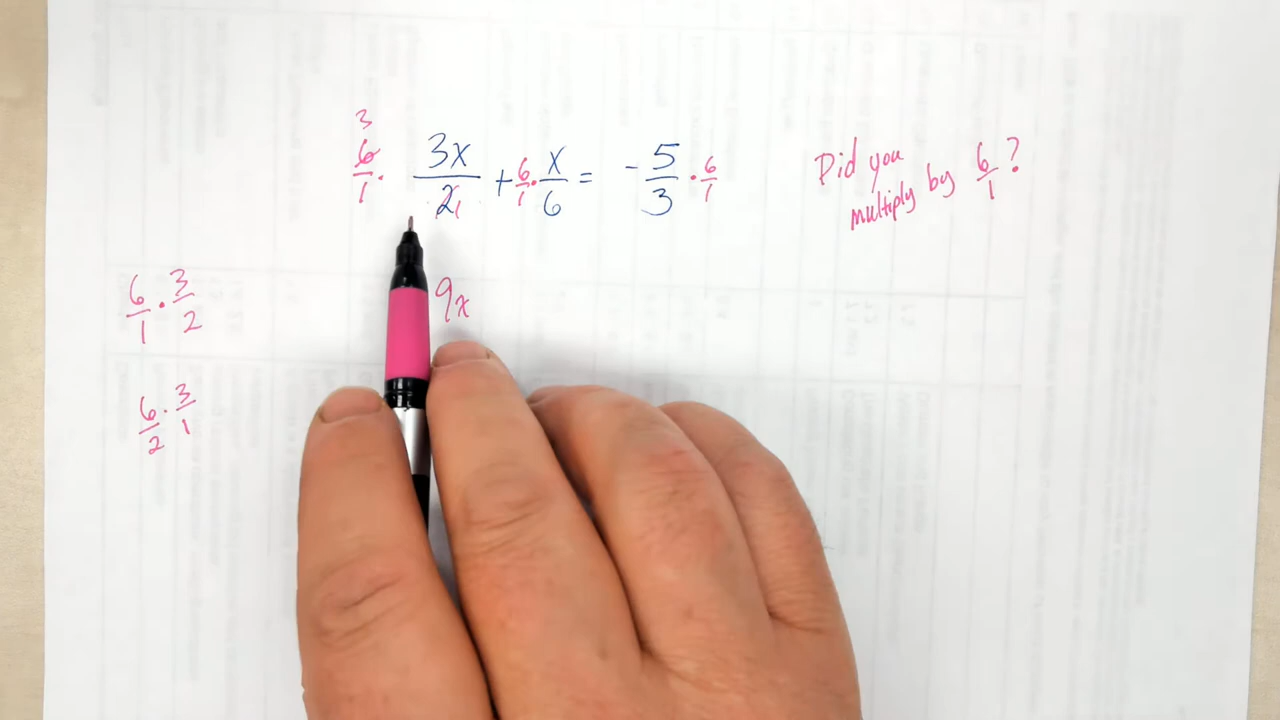 3
6/1 · 3x/2 1 + 6/1 · x/6 = - 5/3 · 6/1
Did you
multiply by 6/1?
9x
6/1 · 3/2
6/2 · 3/1